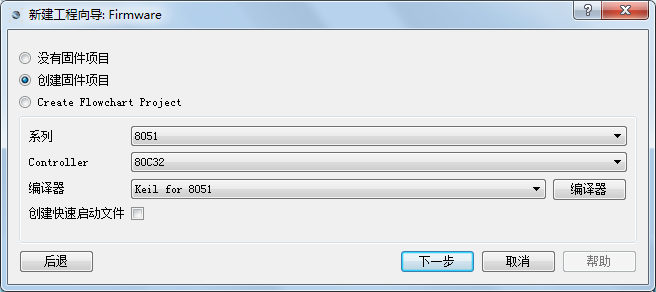 新建工程向导: Firmware
没有固件项目
创建固件项目
Create Flowchart Project
系列 8051
Controller 80C32
编译器 Keil for 8051 编译器
创建快速启动文件
后退 下一步 取消 帮助